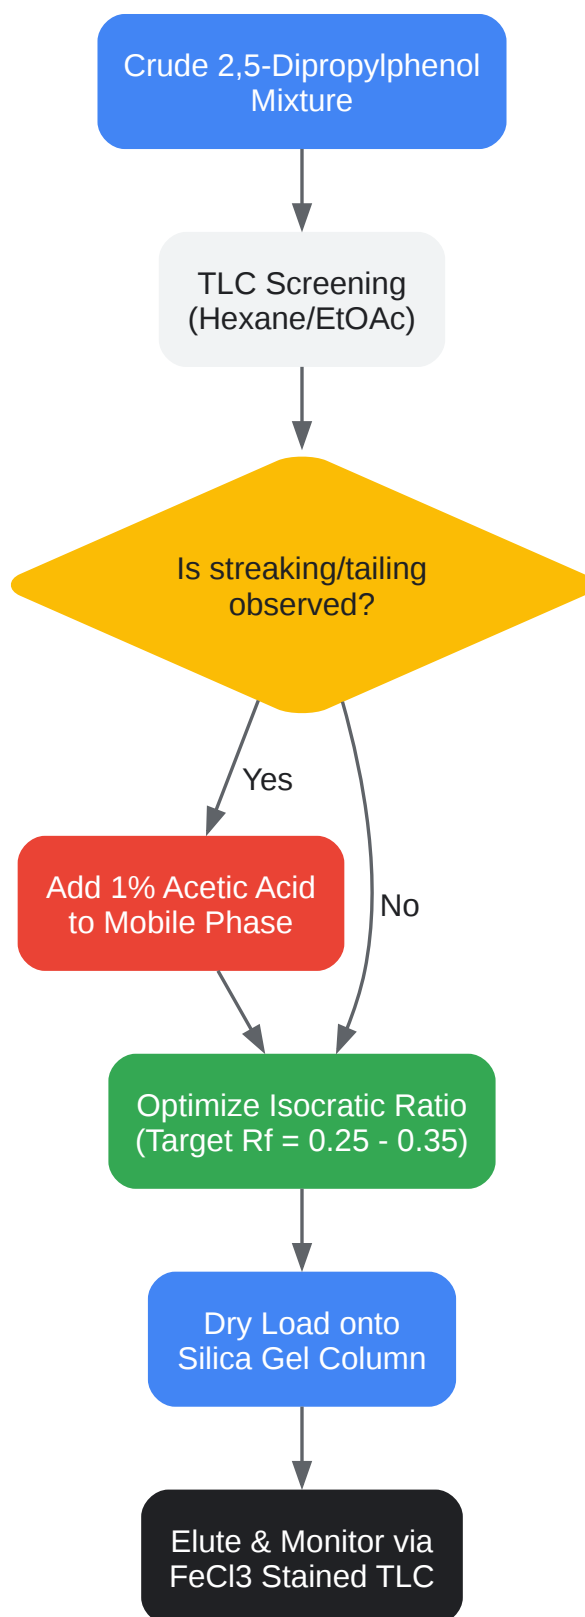 Crude 2,5-Dipropylphenol
Mixture
TLC Screening
(Hexane/EtOAc)
Is streaking/tailing
observed?
Yes
Add 1% Acetic Acid
to Mobile Phase
No
Optimize Isocratic Ratio
(Target Rf = 0.25 - 0.35)
Dry Load onto
Silica Gel Column
Elute & Monitor via
FeCl3 Stained TLC